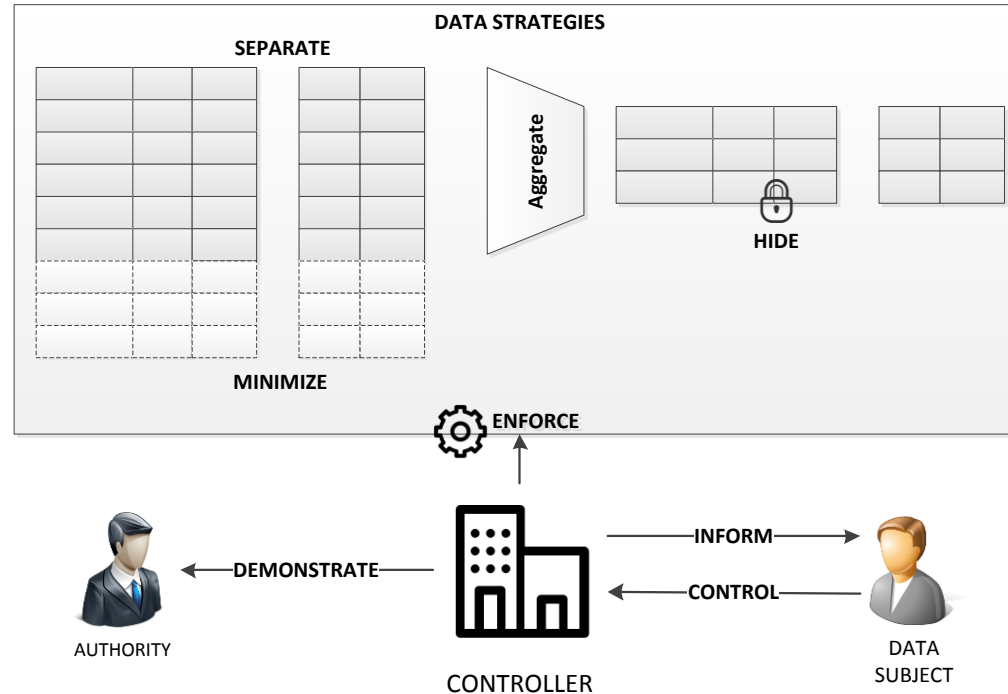 DATA STRATEGIES
SEPARATE
Aggregate
HIDE
MINIMIZE
ENFORCE
INFORM
DEMONSTRATE
CONTROL
AUTHORITY
DATA
SUBJECT
CONTROLLER